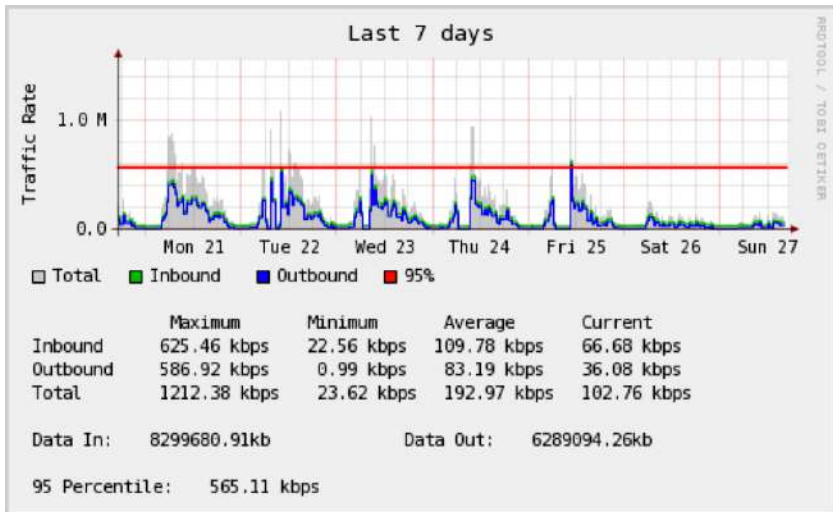 Last 7 days
RRDTOOL / TOBI OETIKER
Traffic Rate
1.0 M
0.0
Mon 21 Tue 22 Wed 23 Thu 24 Fri 25 Sat 26 Sun 27
Total Inbound Outbound 95%
Maximum Minimum Average Current
Inbound 625.46 kbps 22.56 kbps 109.78 kbps 66.68 kbps
Outbound 586.92 kbps 0.99 kbps 83.19 kbps 36.08 kbps
Total 1212.38 kbps 23.62 kbps 192.97 kbps 102.76 kbps
Data In: 8299680.91kb Data Out: 6289094.26kb
95 Percentile: 565.11 kbps